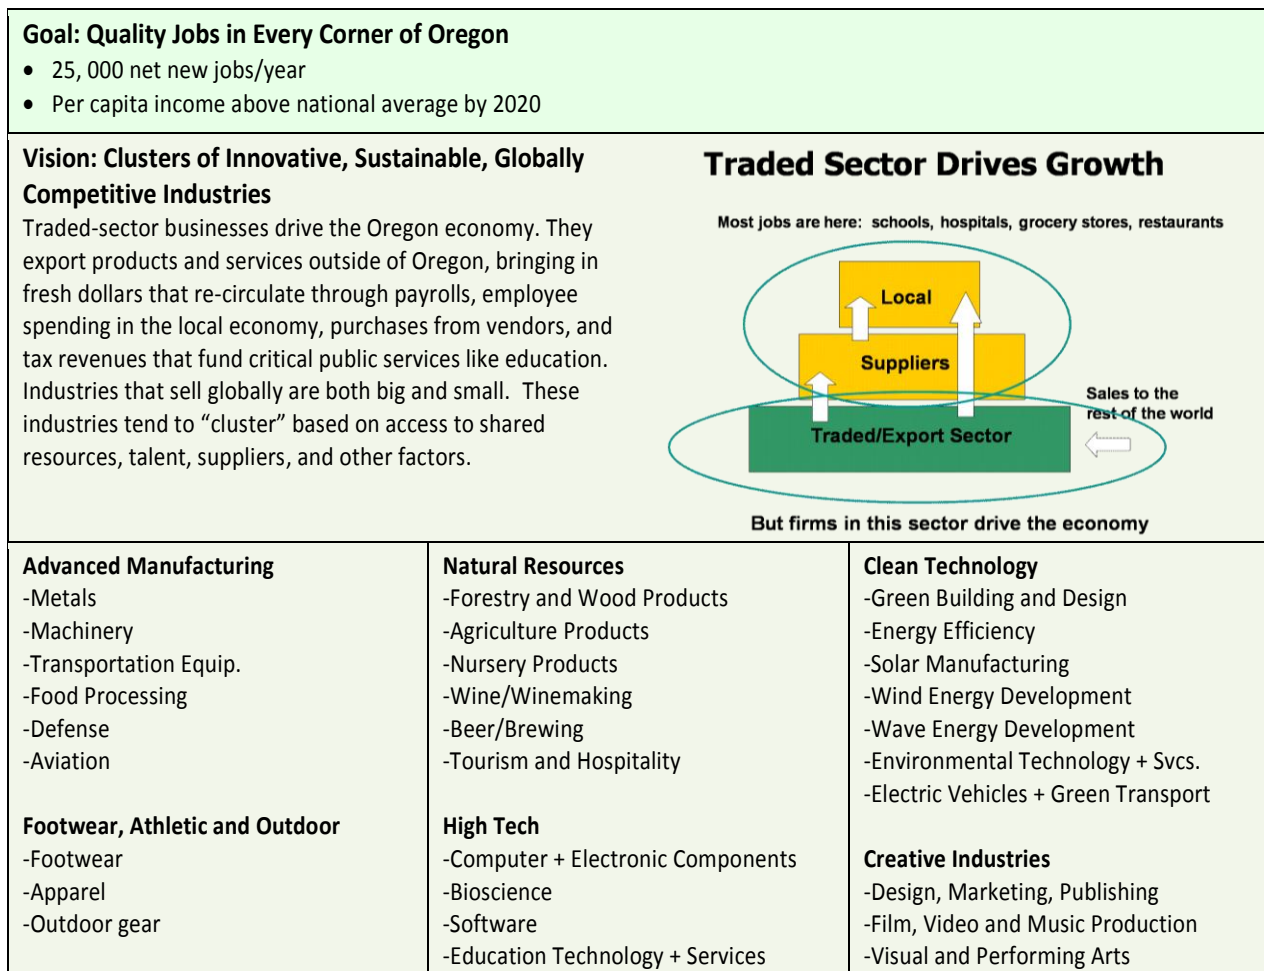 Goal: Quality Jobs in Every Corner of Oregon
• 25, 000 net new jobs/year
• Per capita income above national average by 2020
Vision: Clusters of Innovative, Sustainable, Globally
Competitive Industries
Traded-sector businesses drive the Oregon economy. They
export products and services outside of Oregon, bringing in
fresh dollars that re-circulate through payrolls, employee
spending in the local economy, purchases from vendors, and
tax revenues that fund critical public services like education.
Industries that sell globally are both big and small.  These
industries tend to “cluster” based on access to shared
resources, talent, suppliers, and other factors.
Traded Sector Drives Growth
Most jobs are here:  schools, hospitals, grocery stores, restaurants
Local
Suppliers
Sales to the
rest of the world
Traded/Export Sector
But firms in this sector drive the economy
Advanced Manufacturing
-Metals
-Machinery
-Transportation Equip.
-Food Processing
-Defense
-Aviation
Footwear, Athletic and Outdoor
-Footwear
-Apparel
-Outdoor gear
Natural Resources
-Forestry and Wood Products
-Agriculture Products
-Nursery Products
-Wine/Winemaking
-Beer/Brewing
-Tourism and Hospitality
High Tech
-Computer + Electronic Components
-Bioscience
-Software
-Education Technology + Services
Clean Technology
-Green Building and Design
-Energy Efficiency
-Solar Manufacturing
-Wind Energy Development
-Wave Energy Development
-Environmental Technology + Svcs.
-Electric Vehicles + Green Transport
Creative Industries
-Design, Marketing, Publishing
-Film, Video and Music Production
-Visual and Performing Arts